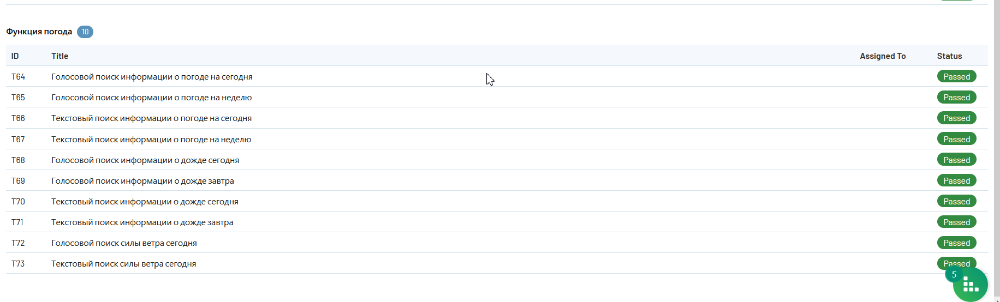 Функция погода 10
ID Title Assigned To Status
T64 Голосовой поиск информации о погоде на сегодня Passed
T65 Голосовой поиск информации о погоде на неделю Passed
T66 Текстовый поиск информации о погоде на сегодня Passed
T67 Текстовый поиск информации о погоде на неделю Passed
T68 Голосовой поиск информации о дожде сегодня Passed
T69 Голосовой поиск информации о дожде завтра Passed
T70 Текстовый поиск информации о дожде сегодня Passed
T71 Текстовый поиск информации о дожде завтра Passed
T72 Голосовой поиск силы ветра сегодня Passed
T73 Текстовый поиск силы ветра сегодня Passed
5